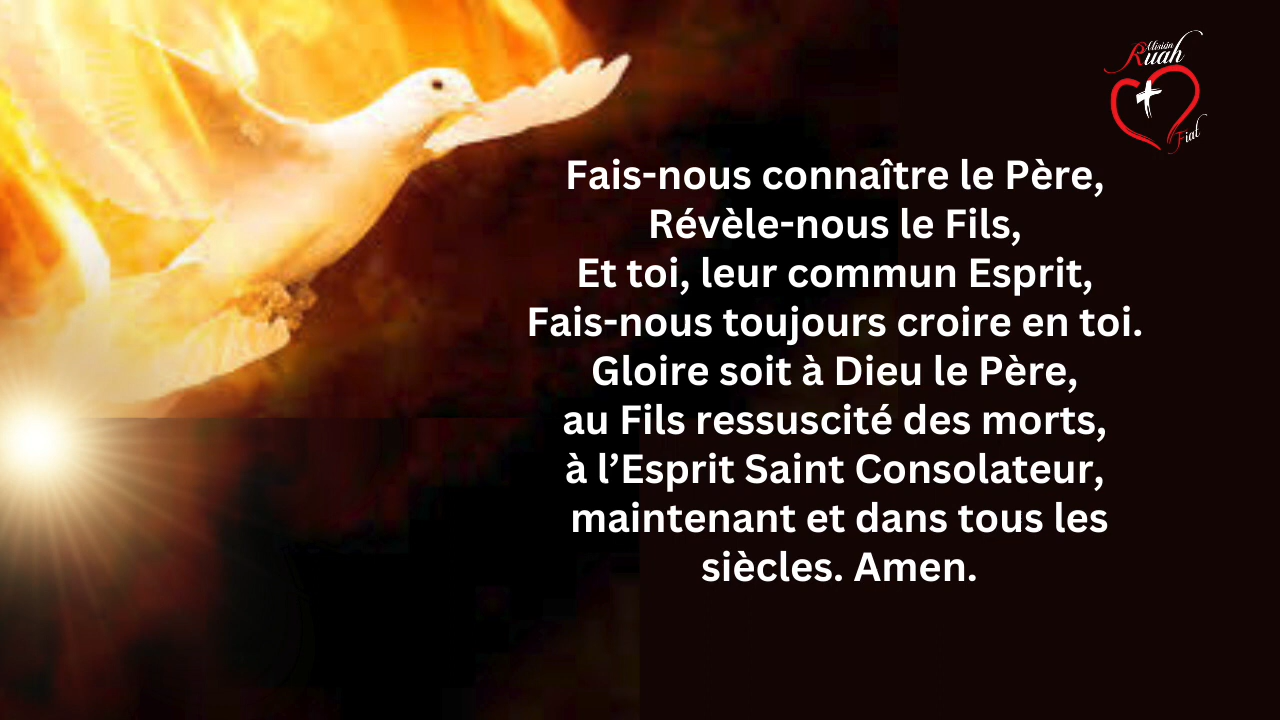 Misión
Ruah
Fial
Fais-nous connaître le Père,
Révèle-nous le Fils,
Et toi, leur commun Esprit,
Fais-nous toujours croire en toi.
Gloire soit à Dieu le Père,
au Fils ressuscité des morts,
à l’Esprit Saint Consolateur,
maintenant et dans tous les
siècles. Amen.